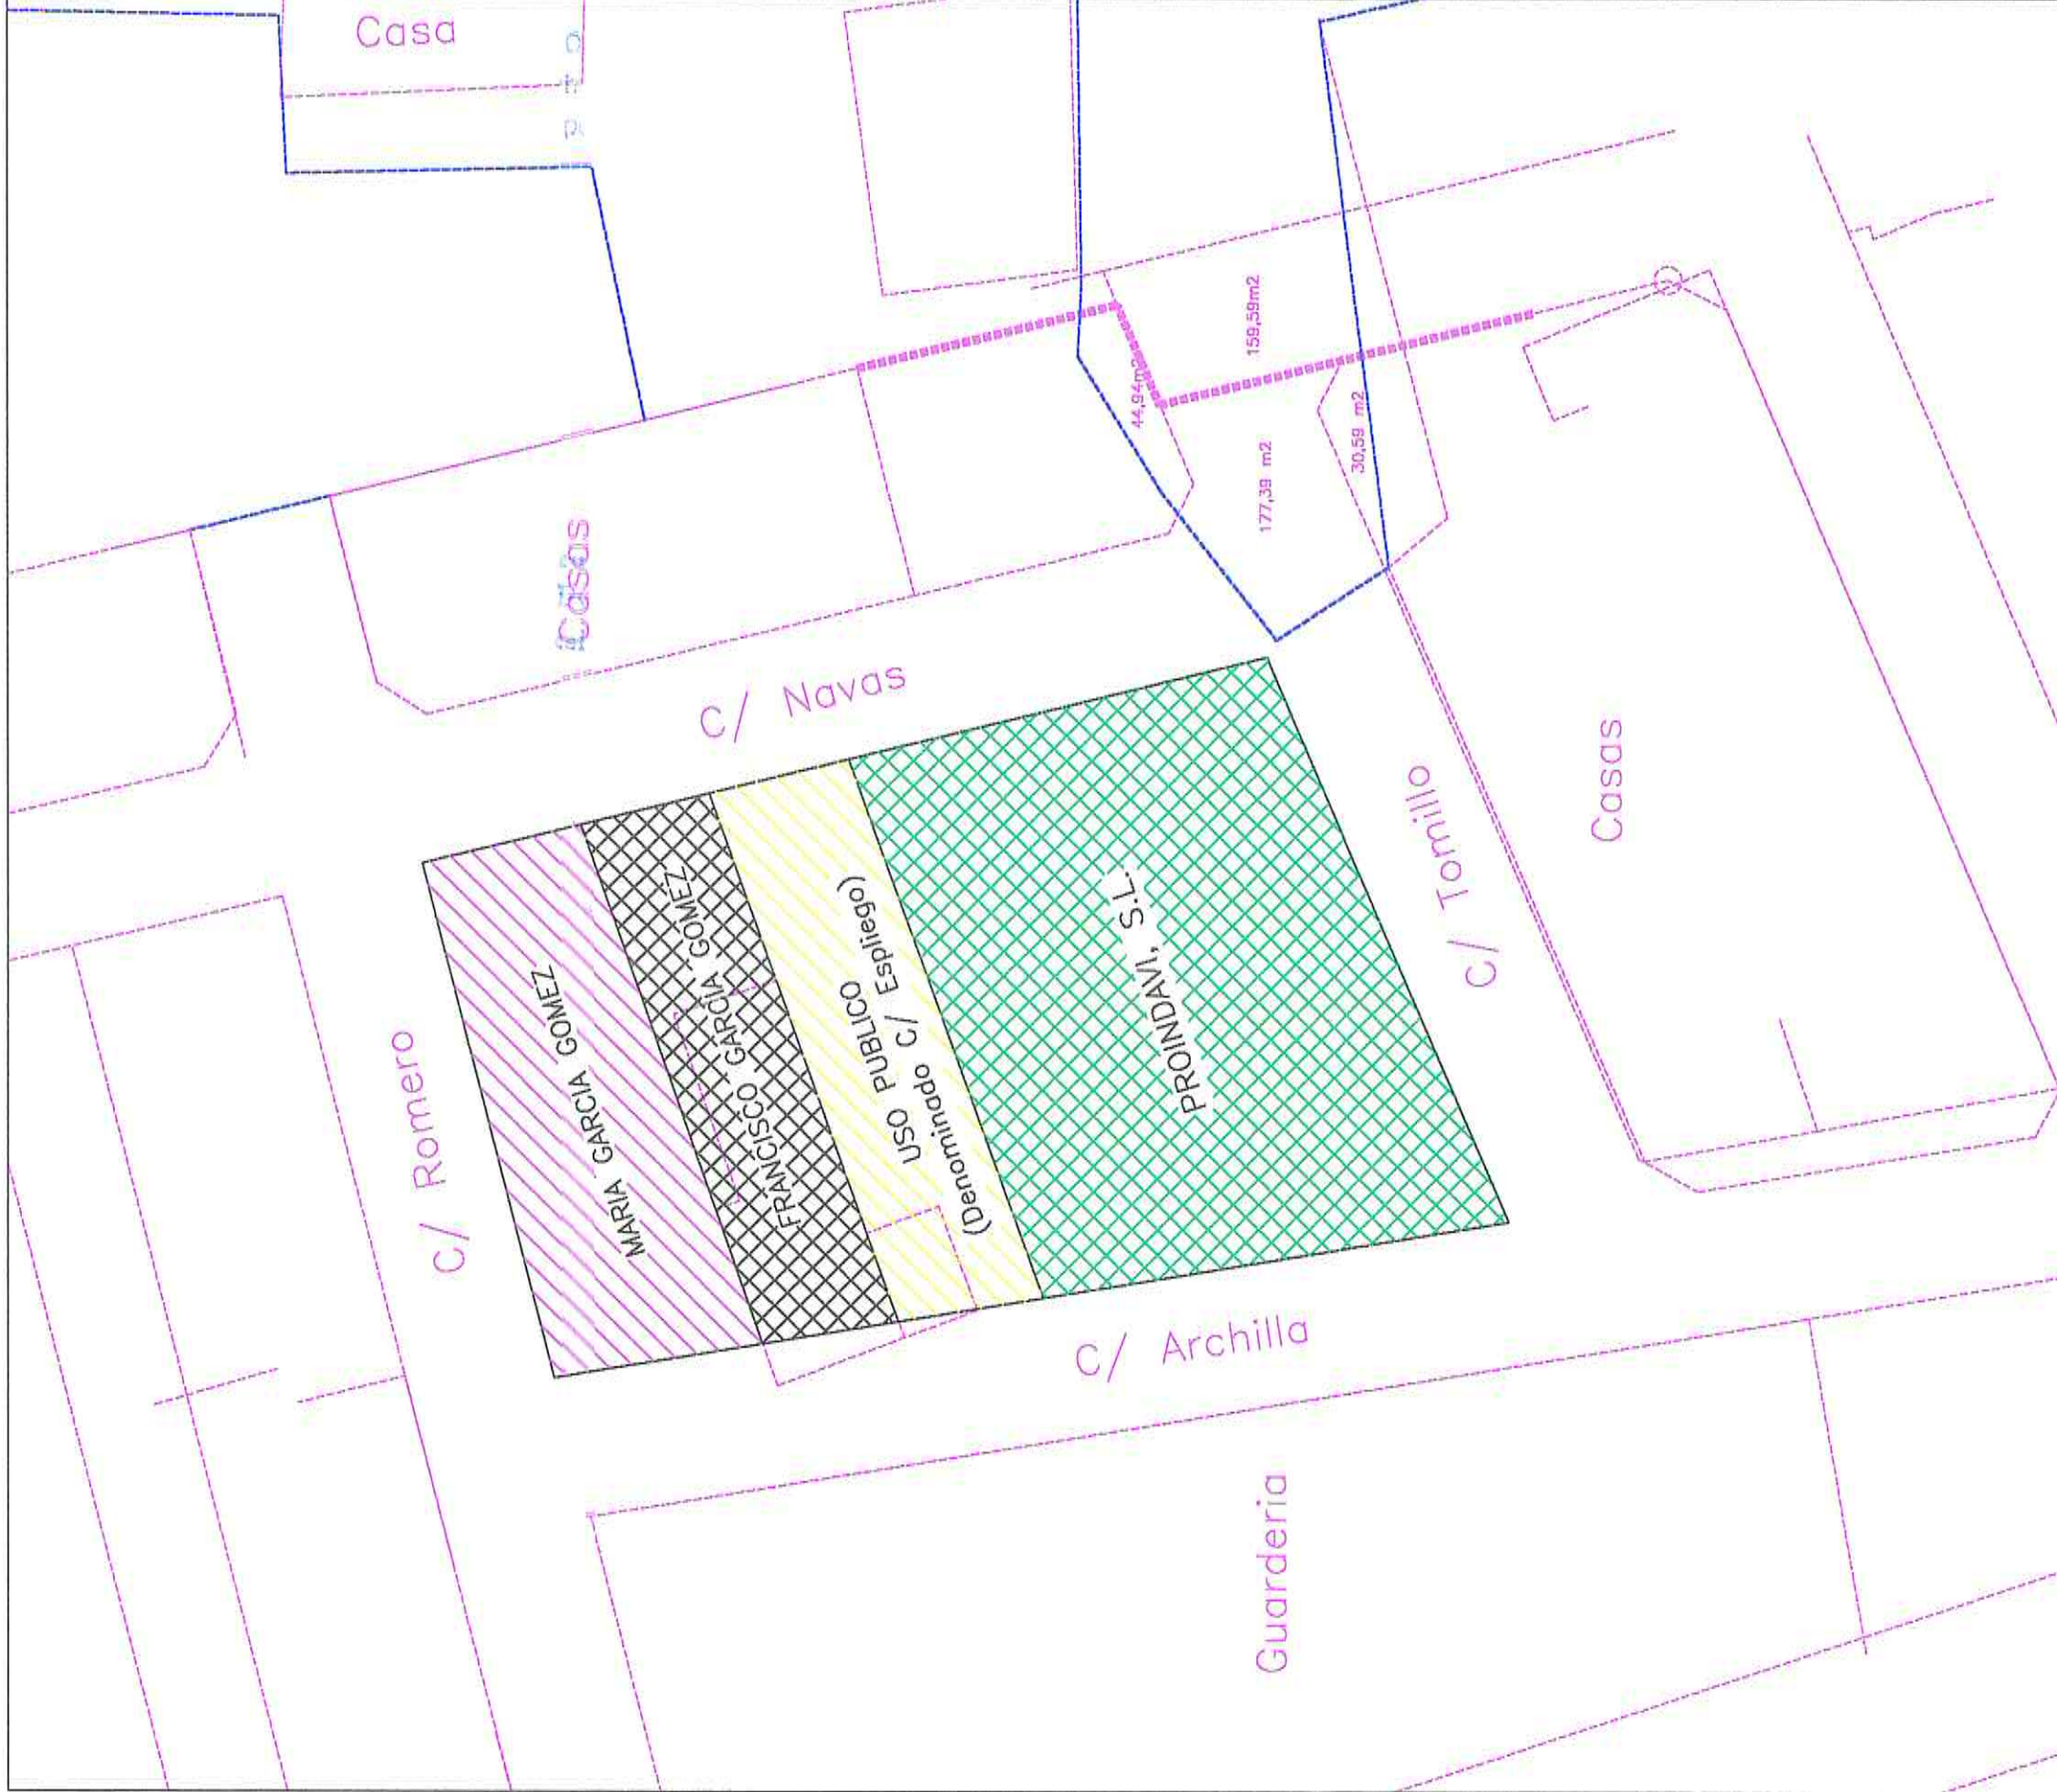 Casa
159,59m2
44,94m2
30,59 m2
177,39 m2
Casas
C/ Navas
Casas
C/ Tomillo
MARIA GARCIA GOMEZ
FRANCISCO GARCIA GOMEZ
USO PUBLICO
(Denominado C/ Espliego)
PROINDAVI, S.L.
C/ Romero
C/ Archilla
Guarderia